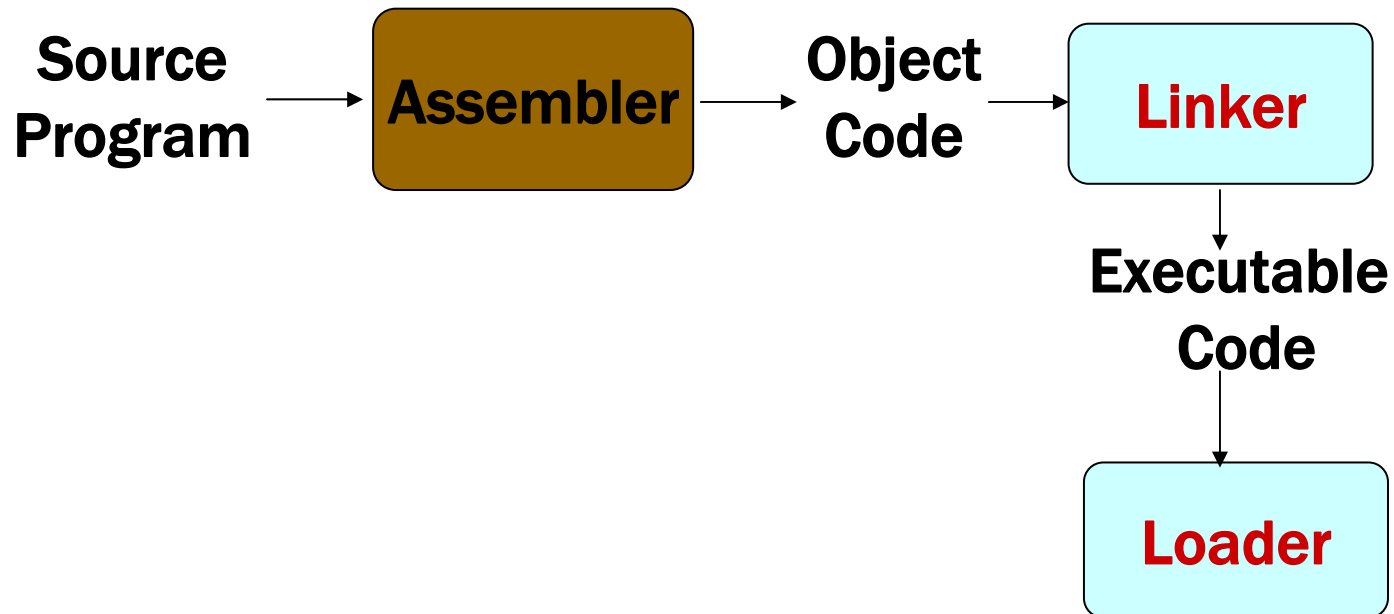 Source
Program
Assembler
Object
Code
Linker
Executable
Code
Loader